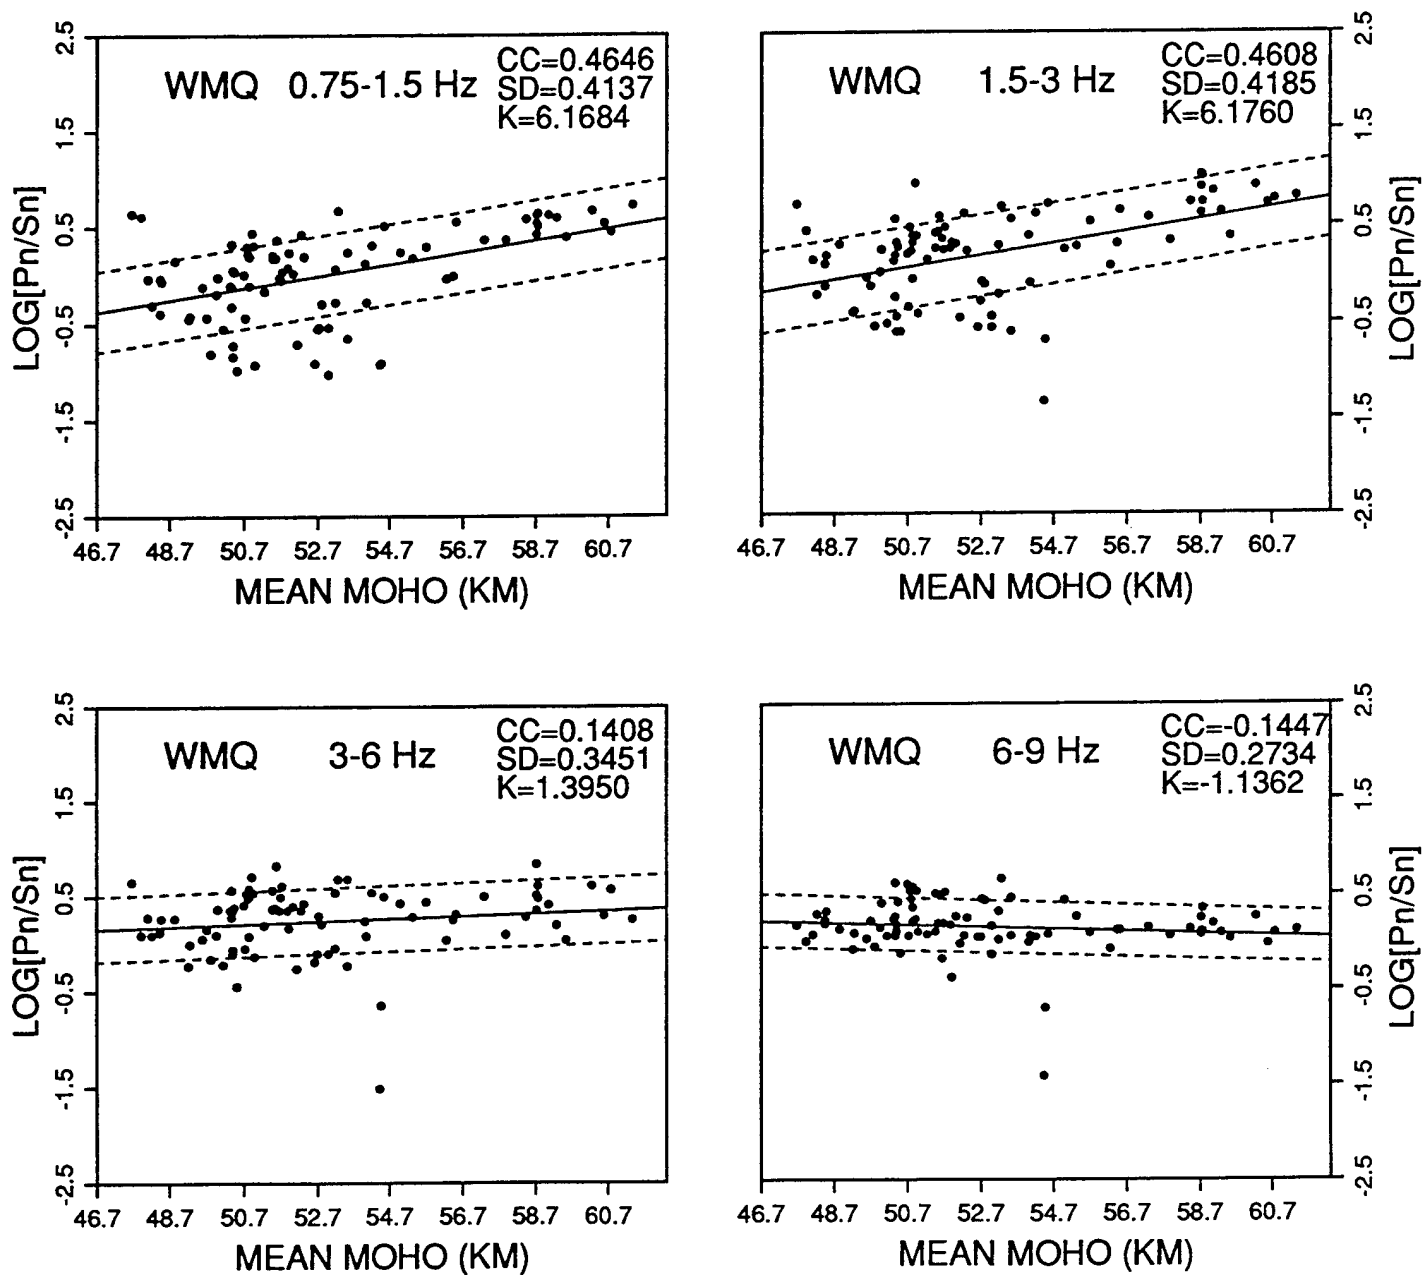 WMQ 0.75-1.5 Hz
CC=0.4646
SD=0.4137
K=6.1684
LOG[Pn/Sn]
2.5
1.5
0.5
-0.5
-1.5
-2.5
46.7 48.7 50.7 52.7 54.7 56.7 58.7 60.7
MEAN MOHO (KM)
WMQ 1.5-3 Hz
CC=0.4608
SD=0.4185
K=6.1760
2.5
1.5
0.5
-0.5
-1.5
-2.5
LOG[Pn/Sn]
46.7 48.7 50.7 52.7 54.7 56.7 58.7 60.7
MEAN MOHO (KM)
WMQ 3-6 Hz
CC=0.1408
SD=0.3451
K=1.3950
LOG[Pn/Sn]
2.5
1.5
0.5
-0.5
-1.5
-2.5
46.7 48.7 50.7 52.7 54.7 56.7 58.7 60.7
MEAN MOHO (KM)
WMQ 6-9 Hz
CC=-0.1447
SD=0.2734
K=-1.1362
2.5
1.5
0.5
-0.5
-1.5
-2.5
LOG[Pn/Sn]
46.7 48.7 50.7 52.7 54.7 56.7 58.7 60.7
MEAN MOHO (KM)